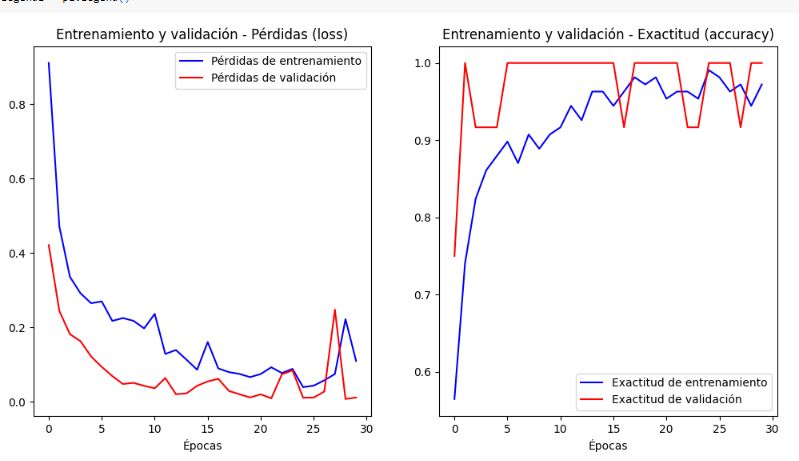 Entrenamiento y validación - Pérdidas (loss)
Pérdidas de entrenamiento
Pérdidas de validación
0.8
0.6
0.4
0.2
0.0
0 5 10 15 20 25 30
Épocas
Entrenamiento y validación - Exactitud (accuracy)
1.0
0.9
0.8
0.7
0.6
Exactitud de entrenamiento
Exactitud de validación
0 5 10 15 20 25 30
Épocas